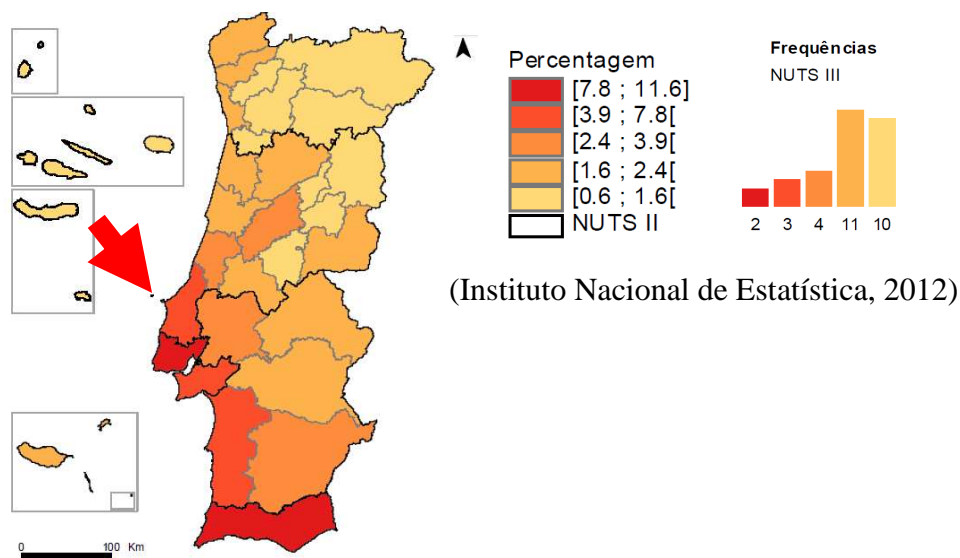 Percentagem
[7.8 ; 11.6]
[3.9 ; 7.8[
[2.4 ; 3.9[
[1.6 ; 2.4[
[0.6 ; 1.6[
NUTS II
Frequências
NUTS III
2 3 4 11 10
(Instituto Nacional de Estatística, 2012)
0 100 Km